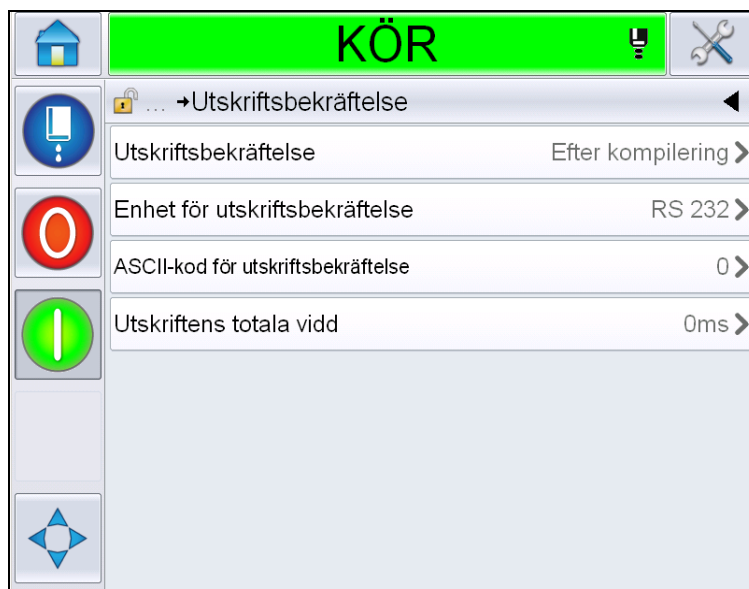 KÖR
... →Utskriftsbekräftelse
Utskriftsbekräftelse Efter kompilering
Enhet för utskriftsbekräftelse RS 232
ASCII-kod för utskriftsbekräftelse 0
Utskriftens totala vidd 0ms